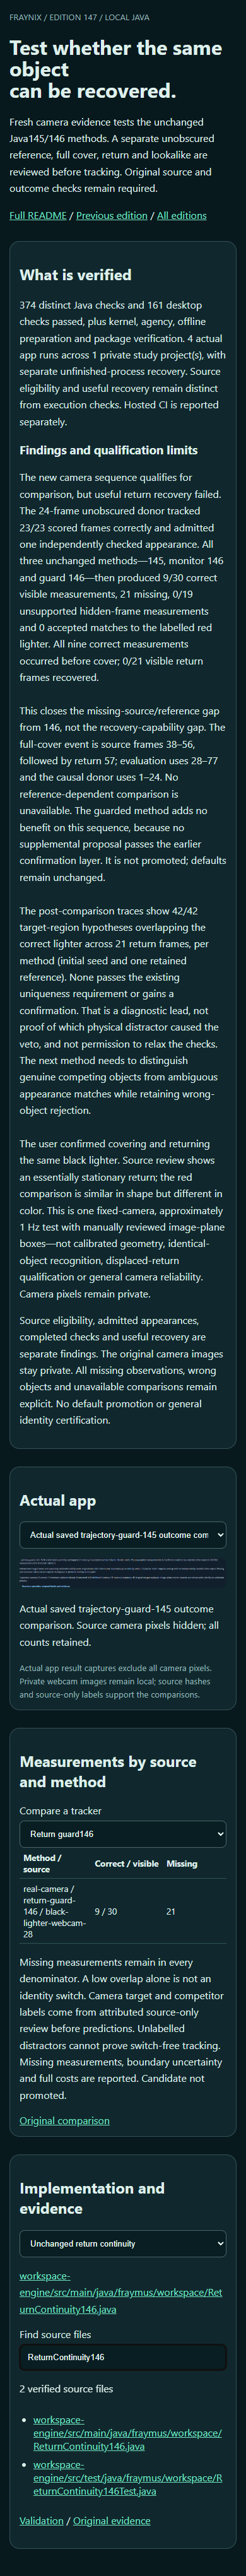 FRAYNIX / EDITION 147 / LOCAL JAVA
Test whether the same
object
can be recovered.
Fresh camera evidence tests the unchanged
Java145/146 methods. A separate unobscured
reference, full cover, return and lookalike are
reviewed before tracking. Original source and
outcome checks remain required.
Full README / Previous edition / All editions
What is verified
374 distinct Java checks and 161 desktop
checks passed, plus kernel, agency, offline
preparation and package verification. 4 actual
app runs across 1 private study project(s), with
separate unfinished-process recovery. Source
eligibility and useful recovery remain distinct
from execution checks. Hosted CI is reported
separately.
Findings and qualification limits
The new camera sequence qualifies for
comparison, but useful return recovery failed.
The 24-frame unobscured donor tracked
23/23 scored frames correctly and admitted
one independently checked appearance. All
three unchanged methods—145, monitor 146
and guard 146—then produced 9/30 correct
visible measurements, 21 missing, 0/19
unsupported hidden-frame measurements
and 0 accepted matches to the labelled red
lighter. All nine correct measurements
occurred before cover; 0/21 visible return
frames recovered.
This closes the missing-source/reference gap
from 146, not the recovery-capability gap. The
full-cover event is source frames 38–56,
followed by return 57; evaluation uses 28–77
and the causal donor uses 1–24. No
reference-dependent comparison is
unavailable. The guarded method adds no
benefit on this sequence, because no
supplemental proposal passes the earlier
confirmation layer. It is not promoted; defaults
remain unchanged.
The post-comparison traces show 42/42
target-region hypotheses overlapping the
correct lighter across 21 return frames, per
method (initial seed and one retained
reference). None passes the existing
uniqueness requirement or gains a
confirmation. That is a diagnostic lead, not
proof of which physical distractor caused the
veto, and not permission to relax the checks.
The next method needs to distinguish
genuine competing objects from ambiguous
appearance matches while retaining wrong-
object rejection.
The user confirmed covering and returning
the same black lighter. Source review shows
an essentially stationary return; the red
comparison is similar in shape but different in
color. This is one fixed-camera, approximately
1 Hz test with manually reviewed image-plane
boxes—not calibrated geometry, identical-
object recognition, displaced-return
qualification or general camera reliability.
Camera pixels remain private.
Source eligibility, admitted appearances,
completed checks and useful recovery are
separate findings. The original camera images
stay private. All missing observations, wrong
objects and unavailable comparisons remain
explicit. No default promotion or general
identity certification.
Actual app
Actual saved trajectory-guard-145 outcome com
Actual saved trajectory-guard-145 outcome
comparison. Source camera pixels hidden; all
counts retained.
Actual app result captures exclude all camera pixels.
Private webcam images remain local; source hashes
and source-only labels support the comparisons.
Measurements by source
and method
Compare a tracker
Return guard146
Method / source Correct / visible Missing
real-camera / return-guard-146 / black-lighter-webcam-28 9 / 30 21
Missing measurements remain in every
denominator. A low overlap alone is not an
identity switch. Camera target and competitor
labels come from attributed source-only
review before predictions. Unlabelled
distractors cannot prove switch-free tracking.
Missing measurements, boundary uncertainty
and full costs are reported. Candidate not
promoted.
Original comparison
Implementation and
evidence
Unchanged return continuity
workspace-
engine/src/main/java/fraymus/workspace/Ret
urnContinuity146.java
Find source files
ReturnContinuity146
2 verified source files
workspace-
engine/src/main/java/fraymus/workspace/
ReturnContinuity146.java
workspace-
engine/src/test/java/fraymus/workspace/R
eturnContinuity146Test.java
Validation / Original evidence